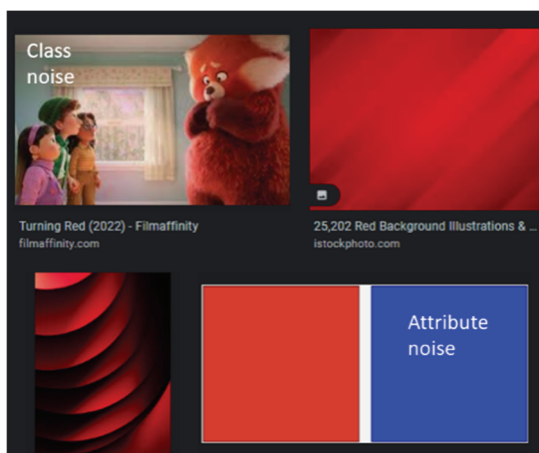 Class
noise
Turning Red (2022) - Filmaffinity
filmaffinity.com
25,202 Red Background Illustrations & ...
istockphoto.com
Attribute
noise